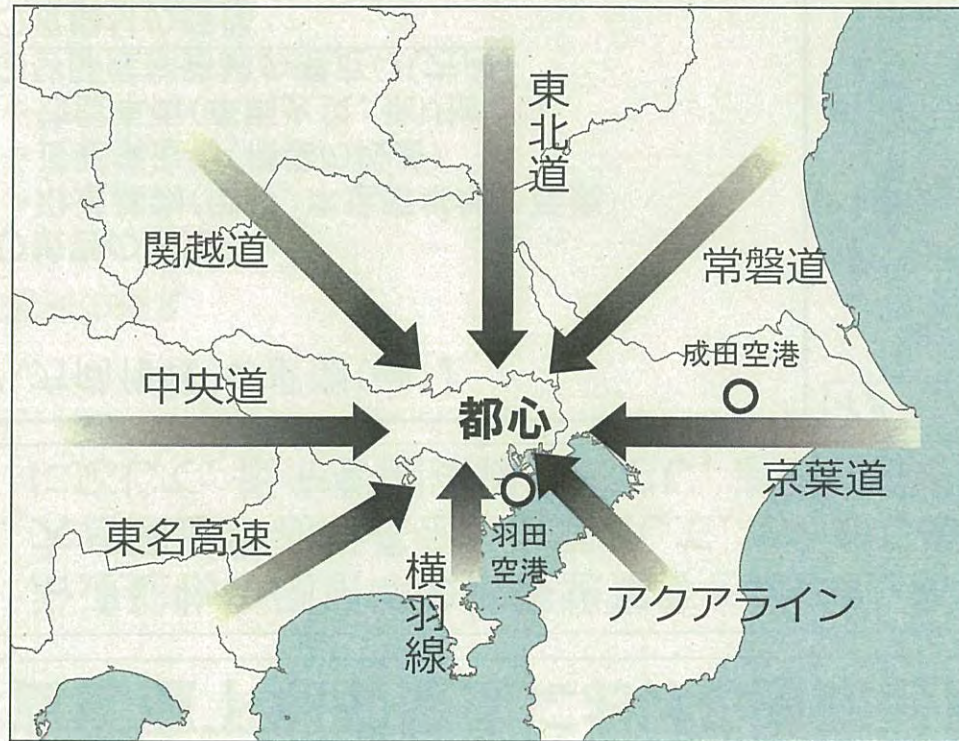 東北道
関越道
常磐道
成田空港
中央道
都心
京葉道
東名高速
羽田
空港
横羽線
アクアライン